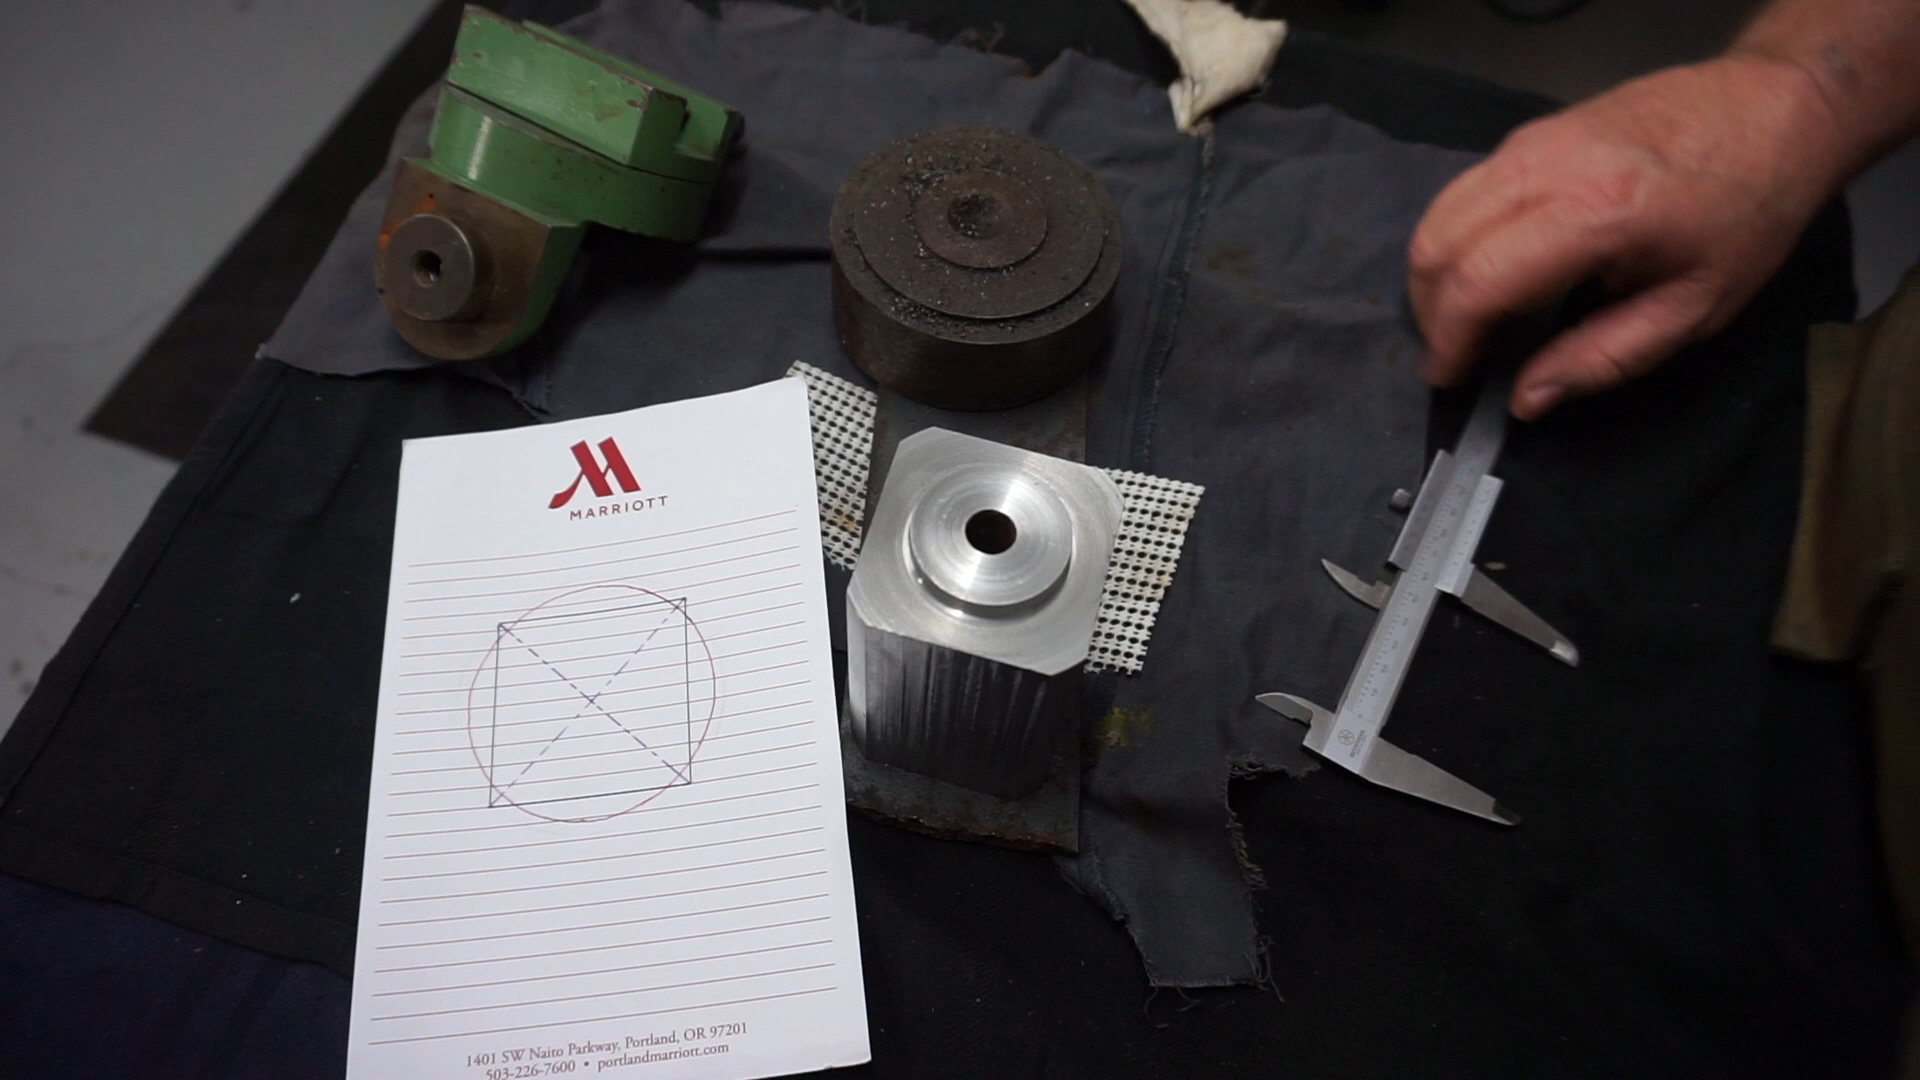 MARRIOTT
1401 SW Naito Parkway, Portland, OR 97201
503-226-7600 • portlandmarriott.com